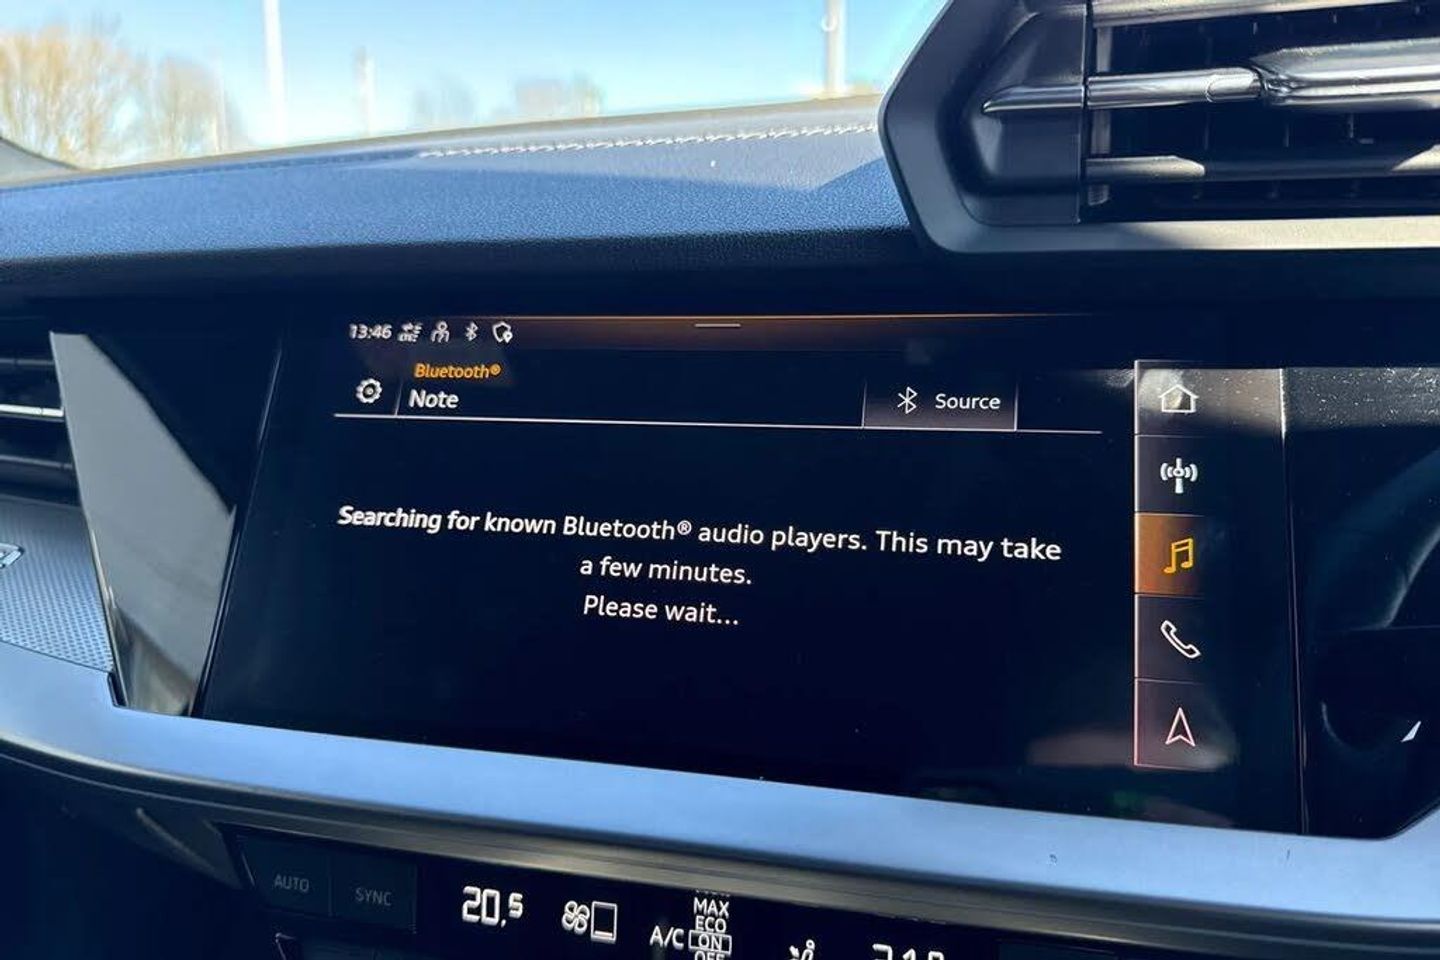 13:46
Bluetooth®
Note
Source
Searching for known Bluetooth® audio players. This may take
a few minutes.
Please wait...
AUTO
SYNC
20,5
A/C
MAX
ECO
ON
OFF